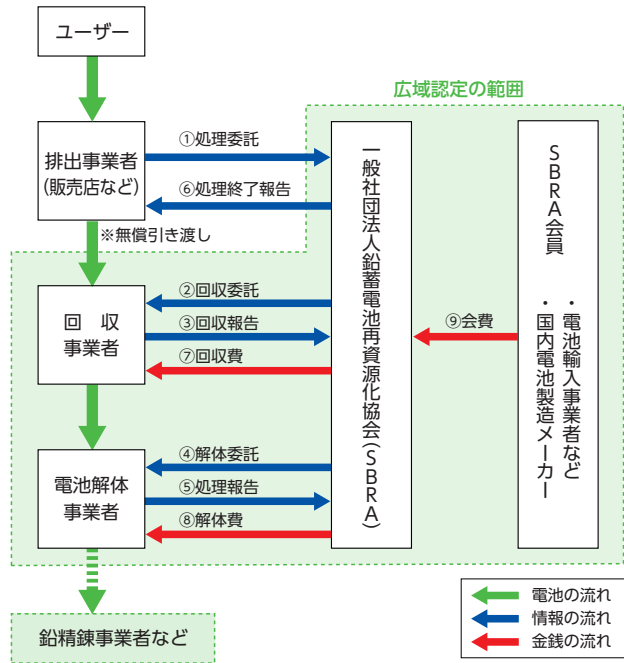 ユーザー
広域認定の範囲
排出事業者
(販売店など)
①処理委託
⑥処理終了報告
※無償引き渡し
回　収
事業者
②回収委託
③回収報告
⑦回収費
電池解体
事業者
④解体委託
⑤処理報告
⑧解体費
一般社団法人鉛蓄電池再資源化協会(SBRA)
⑨会費
SBRA会員
・電池輸入事業者など
・国内電池製造メーカー
鉛精錬事業者など
電池の流れ
情報の流れ
金銭の流れ